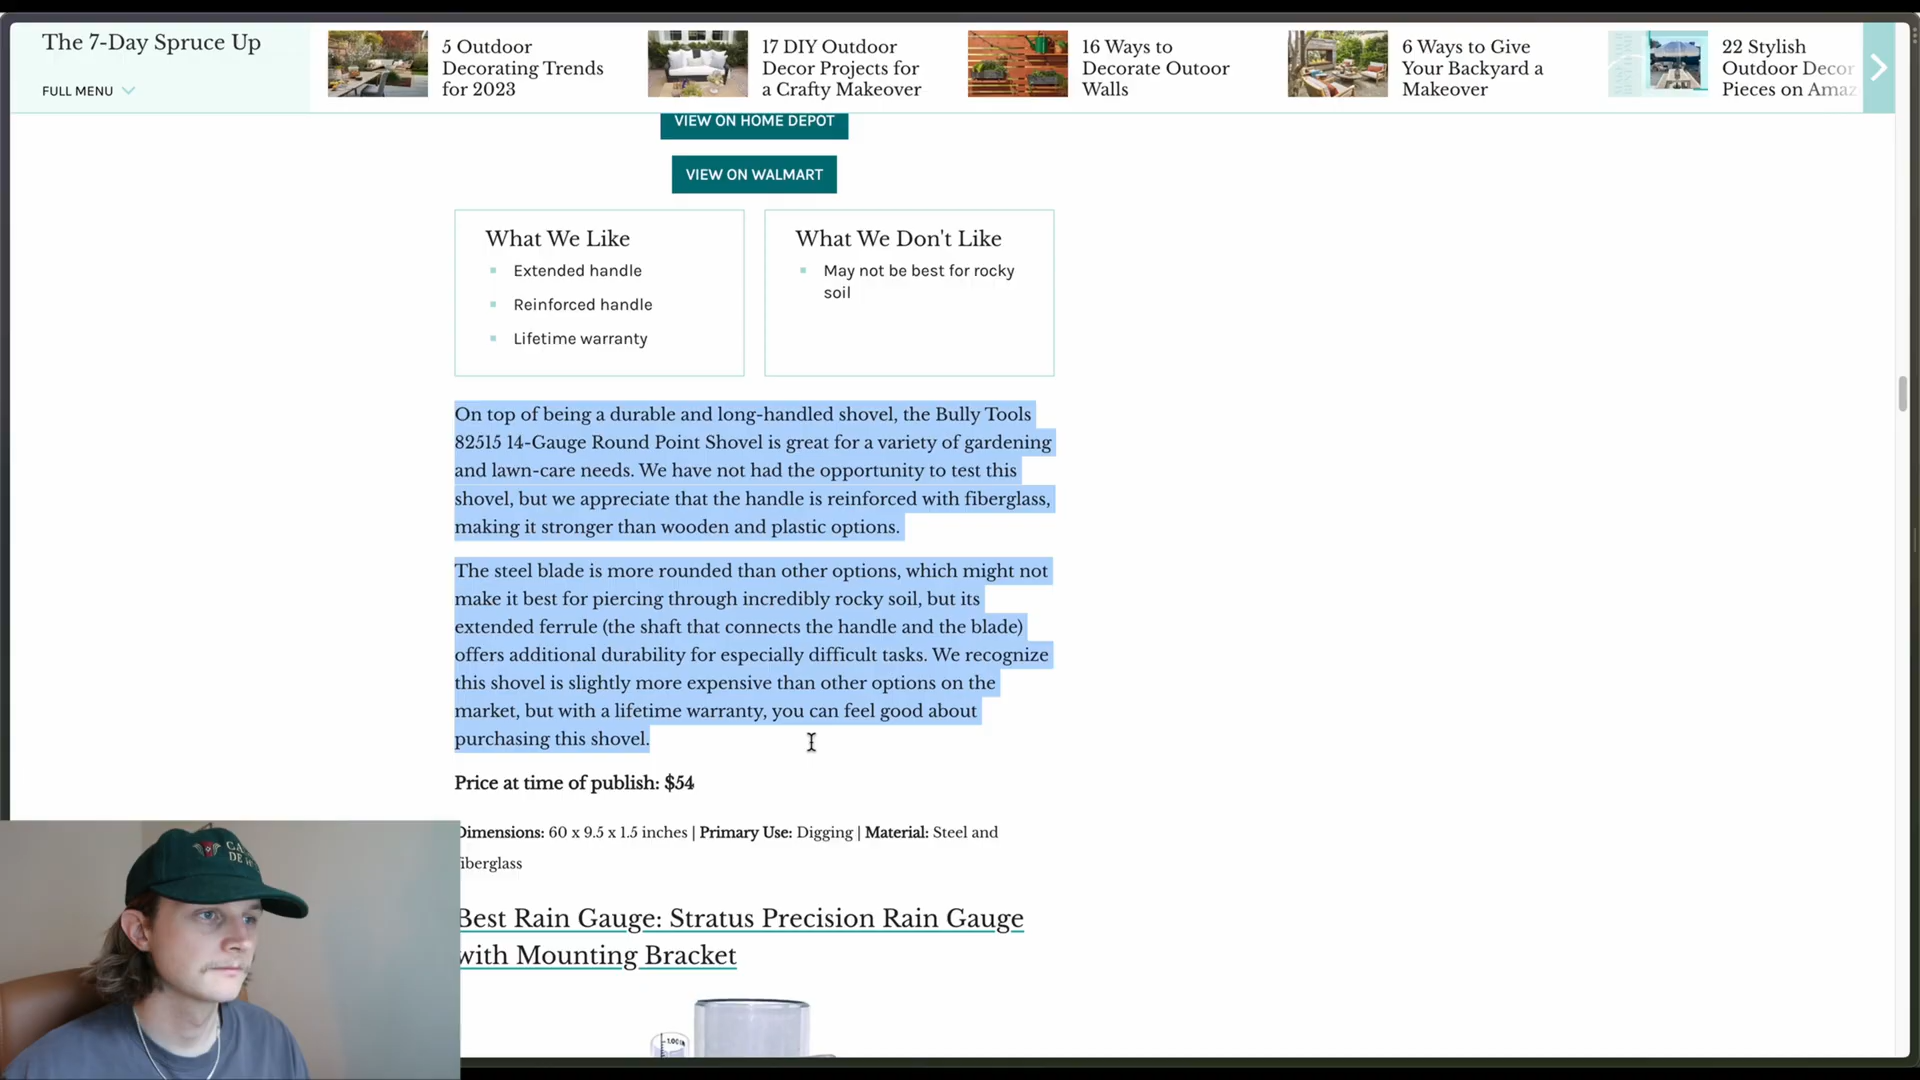 The 7-Day Spruce Up
FULL MENU
5 Outdoor
Decorating Trends
for 2023
17 DIY Outdoor
Decor Projects for
a Crafty Makeover
16 Ways to
Decorate Outoor
Walls
6 Ways to Give
Your Backyard a
Makeover
22 Stylish
Outdoor Decor
Pieces on Amaz
VIEW ON HOME DEPOT
VIEW ON WALMART
What We Like
Extended handle
Reinforced handle
Lifetime warranty
What We Don't Like
May not be best for rocky
soil
On top of being a durable and long-handled shovel, the Bully Tools
82515 14-Gauge Round Point Shovel is great for a variety of gardening
and lawn-care needs. We have not had the opportunity to test this
shovel, but we appreciate that the handle is reinforced with fiberglass,
making it stronger than wooden and plastic options.
The steel blade is more rounded than other options, which might not
make it best for piercing through incredibly rocky soil, but its
extended ferrule (the shaft that connects the handle and the blade)
offers additional durability for especially difficult tasks. We recognize
this shovel is slightly more expensive than other options on the
market, but with a lifetime warranty, you can feel good about
purchasing this shovel.
Price at time of publish: $54
Dimensions: 60 x 9.5 x 1.5 inches | Primary Use: Digging | Material: Steel and
fiberglass
Best Rain Gauge: Stratus Precision Rain Gauge
with Mounting Bracket